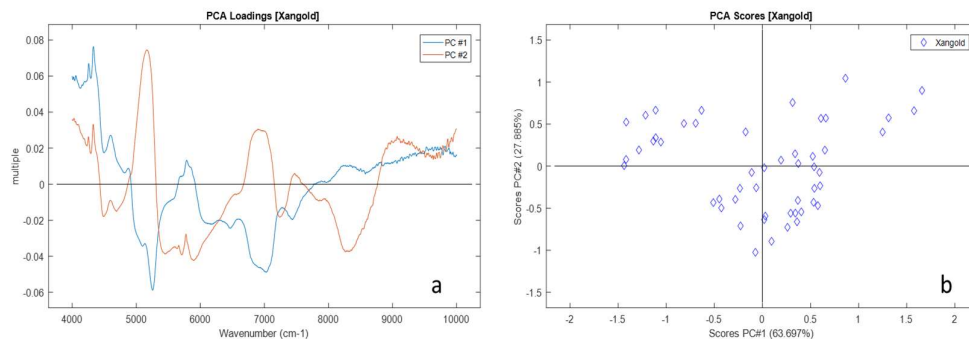 PCA Loadings [Xangold]
0.08
0.06
0.04
0.02
0
-0.02
-0.04
-0.06
multiple
PC #1
PC #2
a
4000
5000
6000
7000
8000
9000
10000
Wavenumber (cm-1)
PCA Scores [Xangold]
1.5
1
0.5
0
-0.5
-1
-1.5
Scores PC#2 (27.885%)
Xangold
b
-2
-1.5
-1
-0.5
0
0.5
1
1.5
2
Scores PC#1 (63.697%)